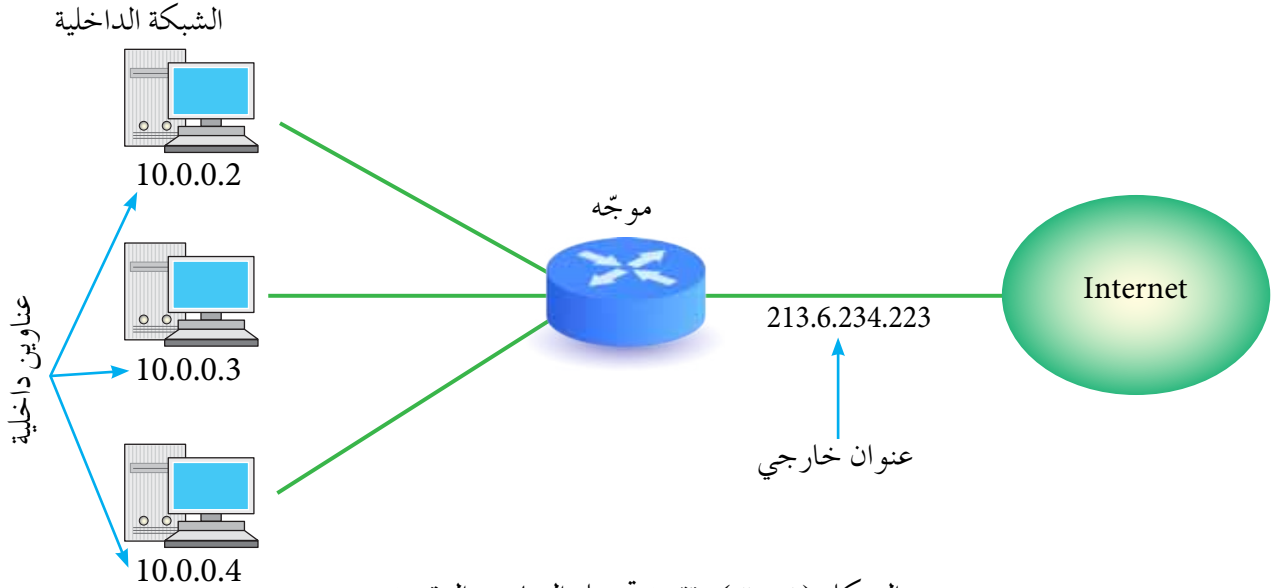 الشبكة الداخلية
10.0.0.2
موجّه
Internet
213.6.234.223
10.0.0.3
عناوين داخلية
عنوان خارجي
10.0.0.4